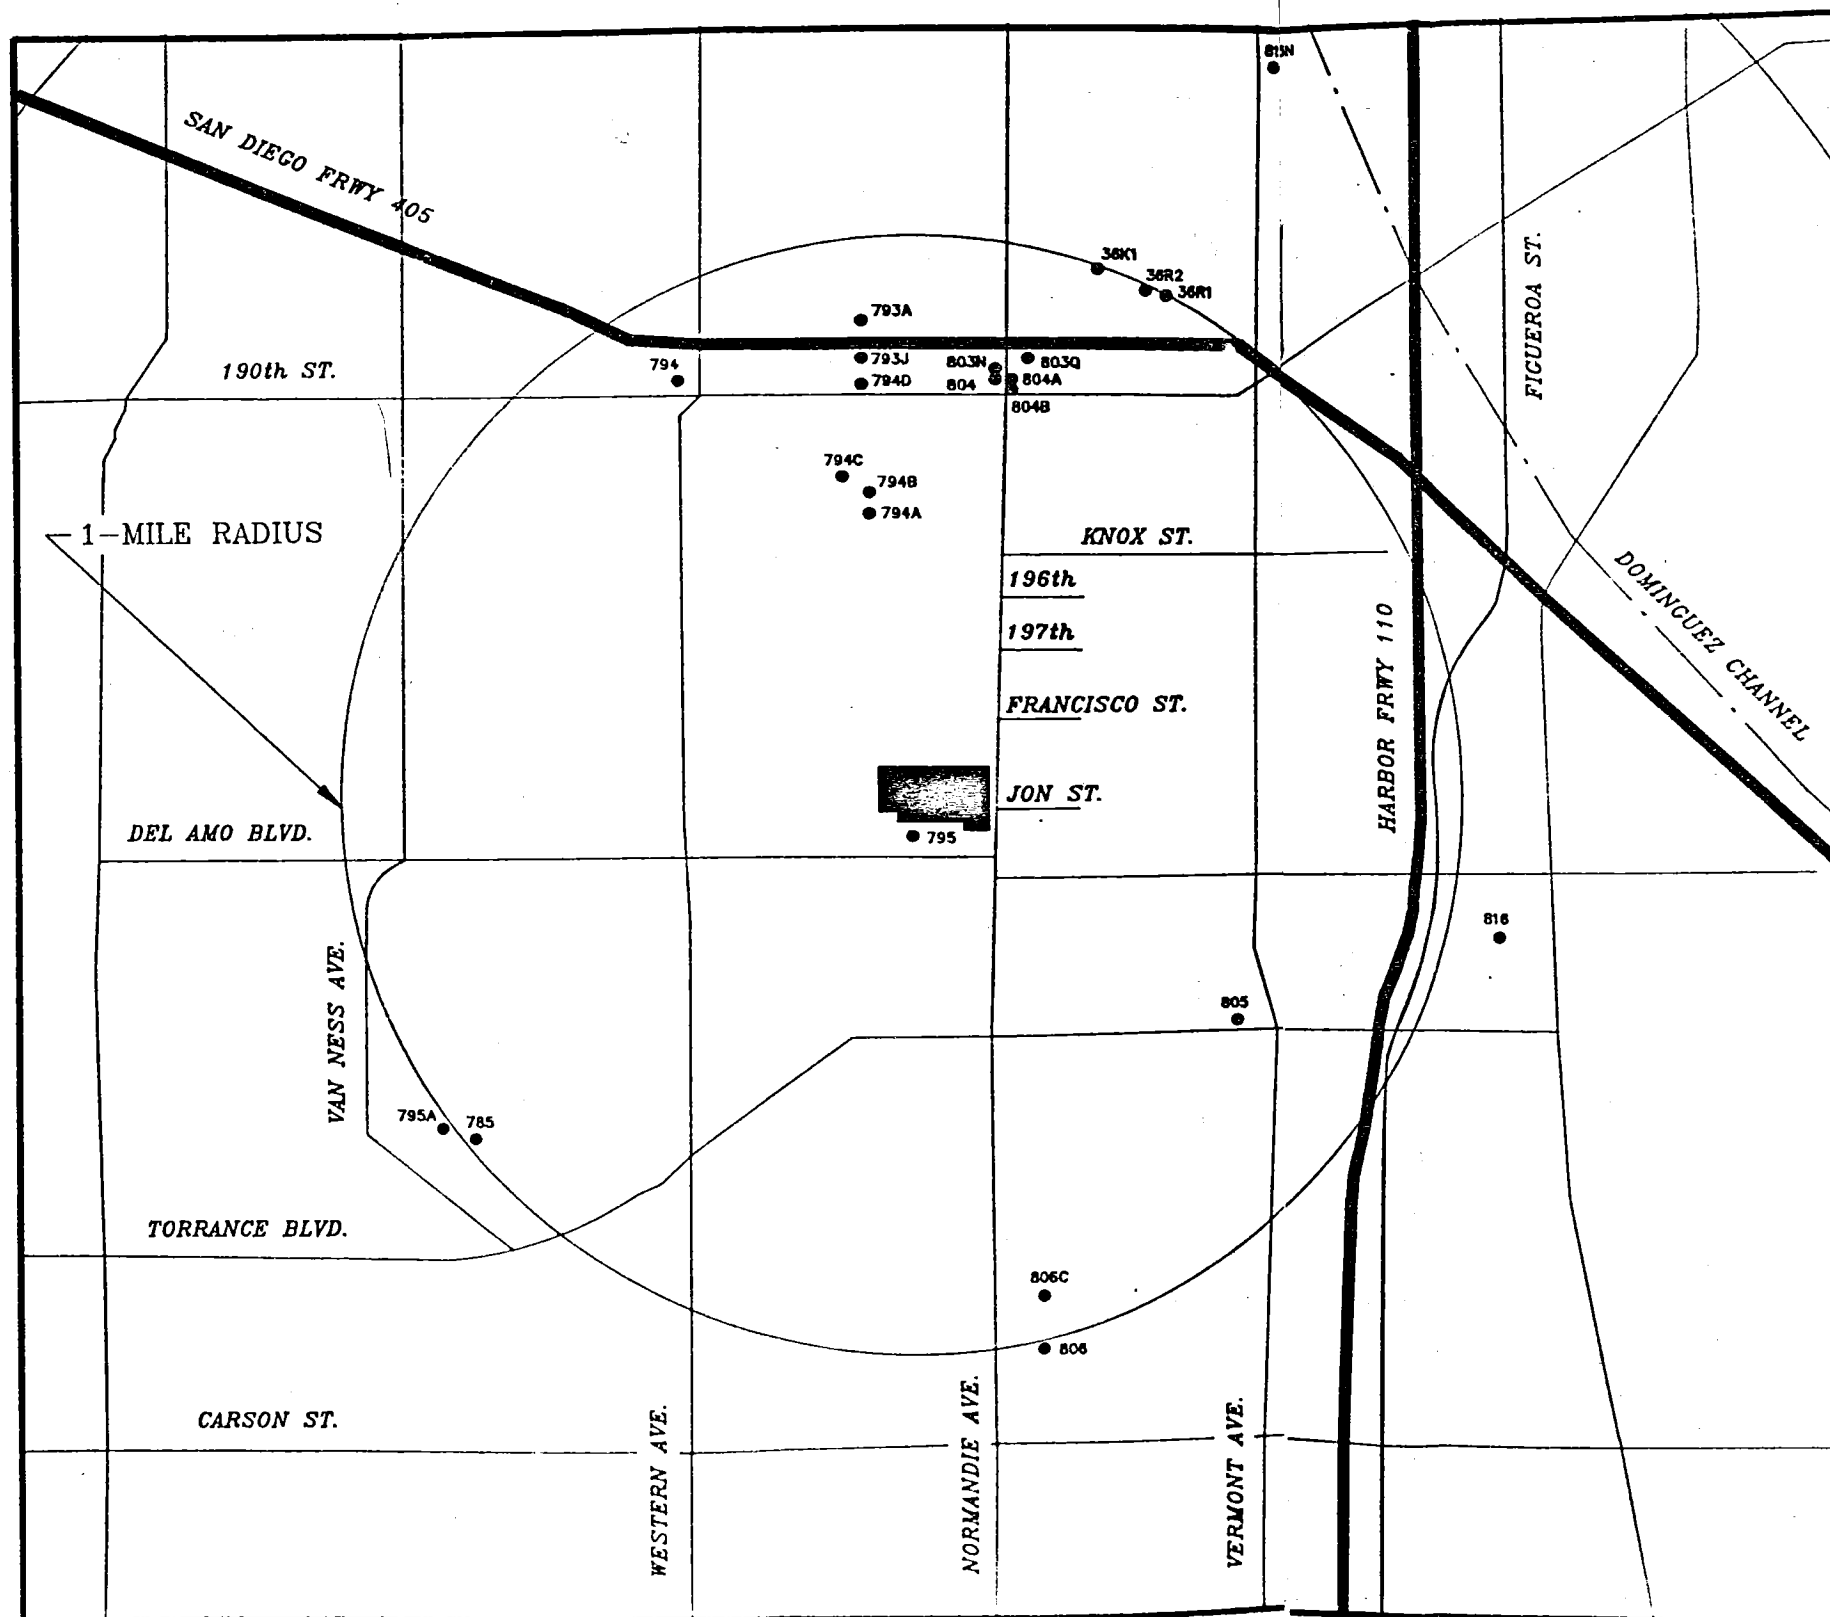 815N
SAN DIEGO FRWY 405
36K1
36R2
36R1
FIGUEROA ST.
793A
190th ST.
794
793J
803N
803Q
794D
804
804A
804B
794C
794B
794A
1-MILE RADIUS
KNOX ST.
196th
197th
DOMINGUEZ CHANNEL
HARBOR FRWY 110
FRANCISCO ST.
JON ST.
DEL AMO BLVD.
795
816
VAN NESS AVE.
805
795A
785
TORRANCE BLVD.
806C
806
CARSON ST.
WESTERN AVE.
NORMANDIE AVE.
VERMONT AVE.